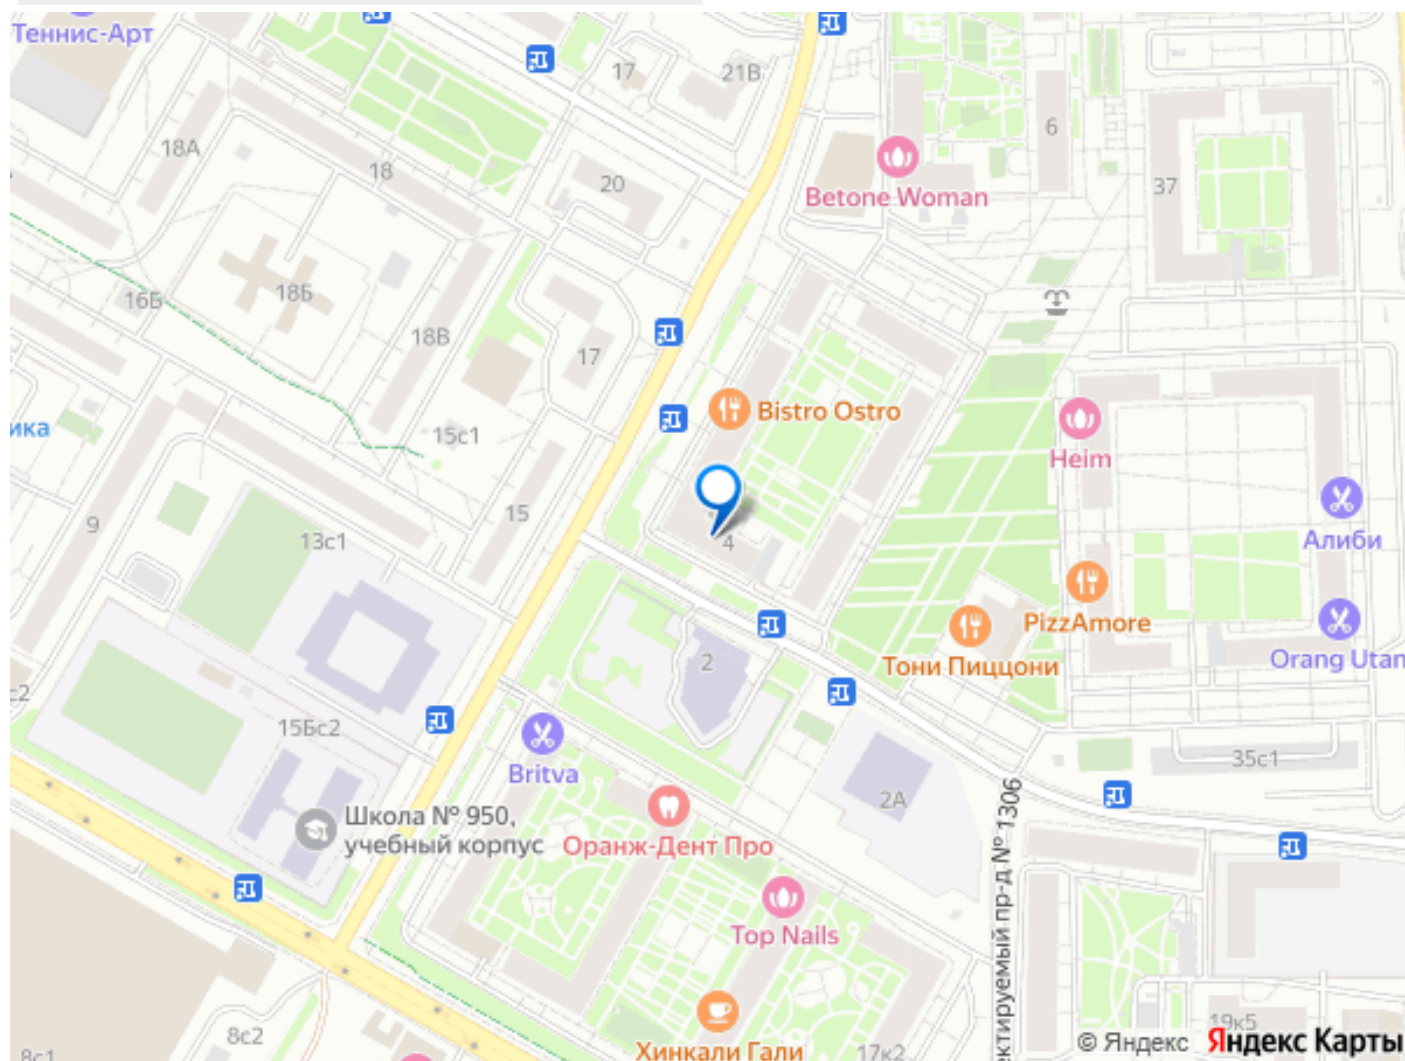 Теннис-Арт
17
21В
6
18А
18
20
Betone Woman
37
16Б
18Б
18В
17
Bistro Ostro
ика
15с1
Heim
9
15
13с1
4
Алиби
PizzAmore
2
Тони Пиццони
Orang Utan
с2
15Бс2
Britva
35с1
2А
Школа № 950,
учебный корпус
Оранж-Дент Про
Top Nails
ектируемый пр-д № 1306
8с2
19к5
8с1
Хинкали Гали
17к2
© Яндекс Яндекс Карты